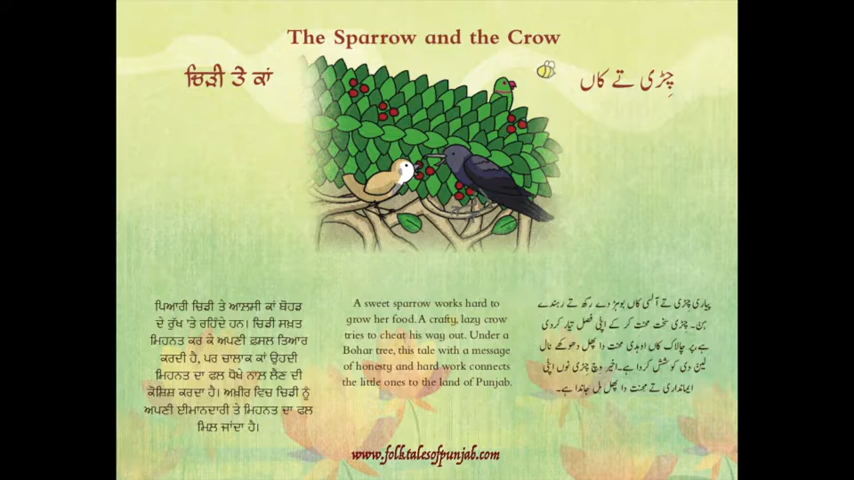 The Sparrow and the Crow
ਚਿੜੀ ਤੇ ਕਾਂ
چِڑی تے کاں
ਪਿਆਰੀ ਚਿੜੀ ਤੇ ਆਲਸੀ ਕਾਂ ਬੋਹੜ
ਦੇ ਰੁੱਖ 'ਤੇ ਰਹਿੰਦੇ ਹਨ। ਚਿੜੀ ਸਖ਼ਤ
ਮਿਹਨਤ ਕਰ ਕੇ ਅਪਣੀ ਫ਼ਸਲ ਤਿਆਰ
ਕਰਦੀ ਹੈ, ਪਰ ਚਾਲਾਕ ਕਾਂ ਉਹਦੀ
ਮਿਹਨਤ ਦਾ ਫਲ ਧੋਖੇ ਨਾਲ ਲੈਣ ਦੀ
ਕੋਸ਼ਿਸ਼ ਕਰਦਾ ਹੈ। ਅਖ਼ੀਰ ਵਿਚ ਚਿੜੀ ਨੂੰ
ਅਪਣੀ ਈਮਾਨਦਾਰੀ ਤੇ ਮਿਹਨਤ ਦਾ ਫਲ
ਮਿਲ ਜਾਂਦਾ ਹੈ।
A sweet sparrow works hard to
grow her food. A crafty, lazy crow
tries to cheat his way out. Under a
Bohar tree, this tale with a message
of honesty and hard work connects
the little ones to the land of Punjab.
پیاری چڑی تے آلسی کاں بوہڑ دے رکھ تے رہندے
ہن۔ چڑی سخت محنت کر کے اپنی فصل تیار کردی
ہے، پر چالاک کاں اوہدی محنت دا پھل دھوکھے نال
لین دی کوشش کردا ہے۔ اخیر وچ چڑی نوں اپنی
ایمانداری تے محنت دا پھل مل جاندا ہے۔
www.folktalesofpunjab.com